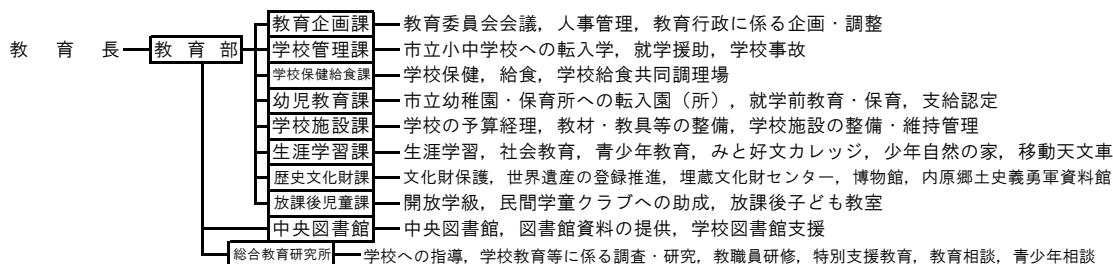 教育企画課 教育委員会会議，人事管理，教育行政に係る企画・調整
教　育　長 教　育　部 学校管理課 市立小中学校への転入学，就学援助，学校事故
学校保健給食課 学校保健，給食，学校給食共同調理場
幼児教育課 市立幼稚園・保育所への転入園（所），就学前教育・保育，支給認定
学校施設課 学校の予算経理，教材・教具等の整備，学校施設の整備・維持管理
生涯学習課 生涯学習，社会教育，青少年教育，みと好文カレッジ，少年自然の家，移動天文車
歴史文化財課 文化財保護，世界遺産の登録推進，埋蔵文化財センター，博物館，内原郷土史義勇軍資料館
放課後児童課 開放学級，民間学童クラブへの助成，放課後子ども教室
中央図書館 中央図書館，図書館資料の提供，学校図書館支援
総合教育研究所 学校への指導，学校教育等に係る調査・研究，教職員研修，特別支援教育，教育相談，青少年相談